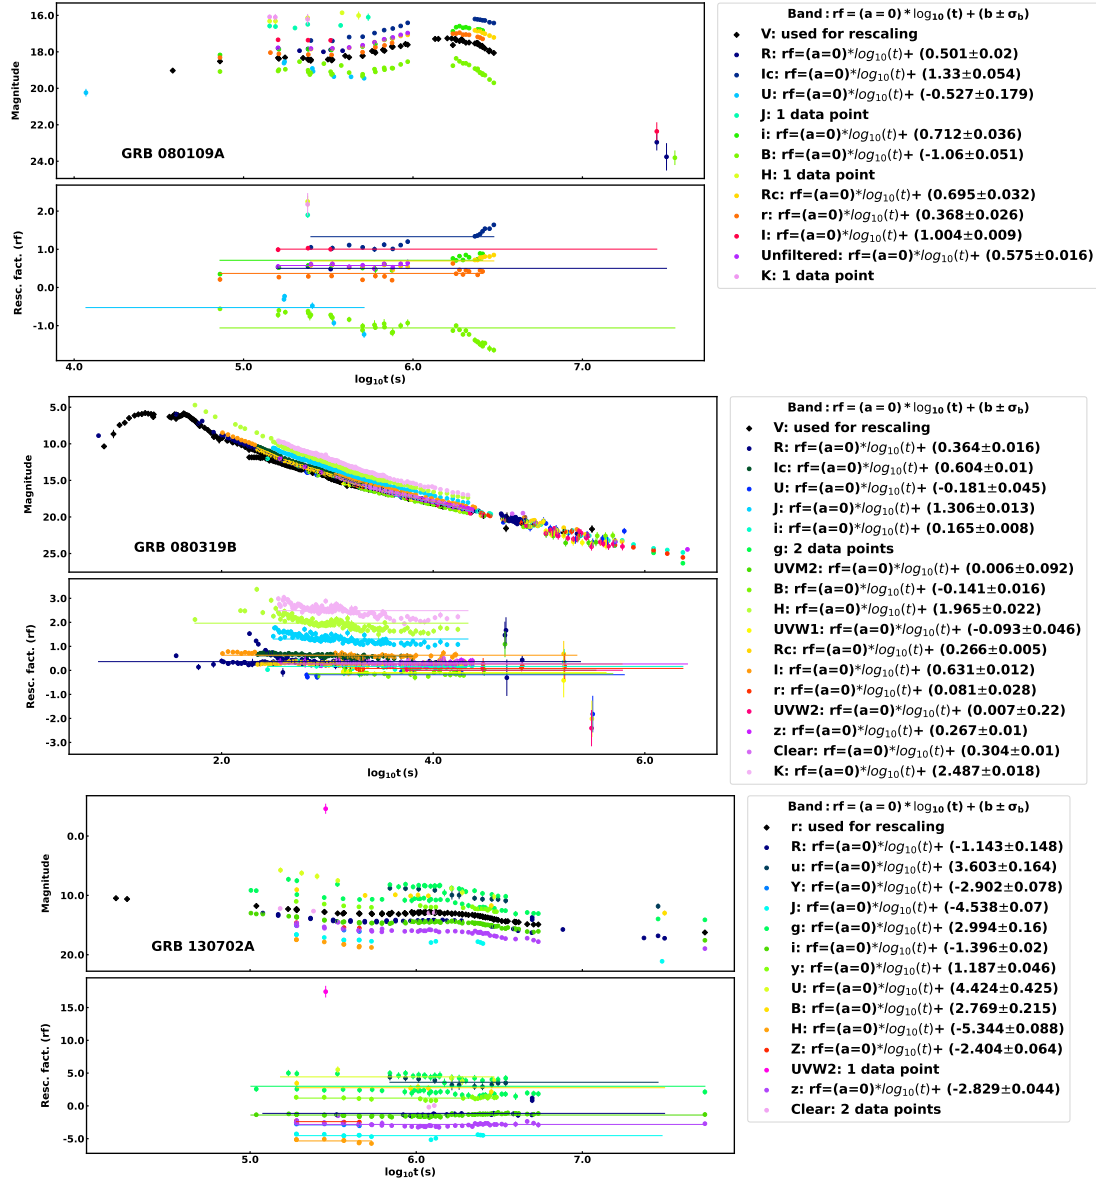 16.0
18.0
20.0
22.0
24.0
Magnitude
GRB 080109A
2.0
1.0
0.0
-1.0
Resc. fact. (rf)
4.0 5.0 6.0 7.0
log₁₀t (s)
Band : rf = (a = 0) * log₁₀ (t) + (b ± σ_b)
V: used for rescaling
R: rf=(a=0)*log₁₀(t)+ (0.501±0.02)
Ic: rf=(a=0)*log₁₀(t)+ (1.33±0.054)
U: rf=(a=0)*log₁₀(t)+ (-0.527±0.179)
J: 1 data point
i: rf=(a=0)*log₁₀(t)+ (0.712±0.036)
B: rf=(a=0)*log₁₀(t)+ (-1.06±0.051)
H: 1 data point
Rc: rf=(a=0)*log₁₀(t)+ (0.695±0.032)
r: rf=(a=0)*log₁₀(t)+ (0.368±0.026)
I: rf=(a=0)*log₁₀(t)+ (1.004±0.009)
Unfiltered: rf=(a=0)*log₁₀(t)+ (0.575±0.016)
K: 1 data point
5.0
10.0
15.0
20.0
25.0
Magnitude
GRB 080319B
3.0
2.0
1.0
0.0
-1.0
-2.0
-3.0
Resc. fact. (rf)
2.0 4.0 6.0
log₁₀t (s)
Band : rf = (a = 0) * log₁₀ (t) + (b ± σ_b)
V: used for rescaling
R: rf=(a=0)*log₁₀(t)+ (0.364±0.016)
Ic: rf=(a=0)*log₁₀(t)+ (0.604±0.01)
U: rf=(a=0)*log₁₀(t)+ (-0.181±0.045)
J: rf=(a=0)*log₁₀(t)+ (1.306±0.013)
i: rf=(a=0)*log₁₀(t)+ (0.165±0.008)
g: 2 data points
UVM2: rf=(a=0)*log₁₀(t)+ (0.006±0.092)
B: rf=(a=0)*log₁₀(t)+ (-0.141±0.016)
H: rf=(a=0)*log₁₀(t)+ (1.965±0.022)
UVW1: rf=(a=0)*log₁₀(t)+ (-0.093±0.046)
Rc: rf=(a=0)*log₁₀(t)+ (0.266±0.005)
I: rf=(a=0)*log₁₀(t)+ (0.631±0.012)
r: rf=(a=0)*log₁₀(t)+ (0.081±0.028)
UVW2: rf=(a=0)*log₁₀(t)+ (0.007±0.22)
z: rf=(a=0)*log₁₀(t)+ (0.267±0.01)
Clear: rf=(a=0)*log₁₀(t)+ (0.304±0.01)
K: rf=(a=0)*log₁₀(t)+ (2.487±0.018)
0.0
10.0
20.0
Magnitude
GRB 130702A
15.0
10.0
5.0
0.0
-5.0
Resc. fact. (rf)
5.0 6.0 7.0
log₁₀t (s)
Band : rf = (a = 0) * log₁₀ (t) + (b ± σ_b)
r: used for rescaling
R: rf=(a=0)*log₁₀(t)+ (-1.143±0.148)
u: rf=(a=0)*log₁₀(t)+ (3.603±0.164)
Y: rf=(a=0)*log₁₀(t)+ (-2.902±0.078)
J: rf=(a=0)*log₁₀(t)+ (-4.538±0.07)
g: rf=(a=0)*log₁₀(t)+ (2.994±0.16)
i: rf=(a=0)*log₁₀(t)+ (-1.396±0.02)
y: rf=(a=0)*log₁₀(t)+ (1.187±0.046)
U: rf=(a=0)*log₁₀(t)+ (4.424±0.425)
B: rf=(a=0)*log₁₀(t)+ (2.769±0.215)
H: rf=(a=0)*log₁₀(t)+ (-5.344±0.088)
Z: rf=(a=0)*log₁₀(t)+ (-2.404±0.064)
UVW2: 1 data point
z: rf=(a=0)*log₁₀(t)+ (-2.829±0.044)
Clear: 2 data points